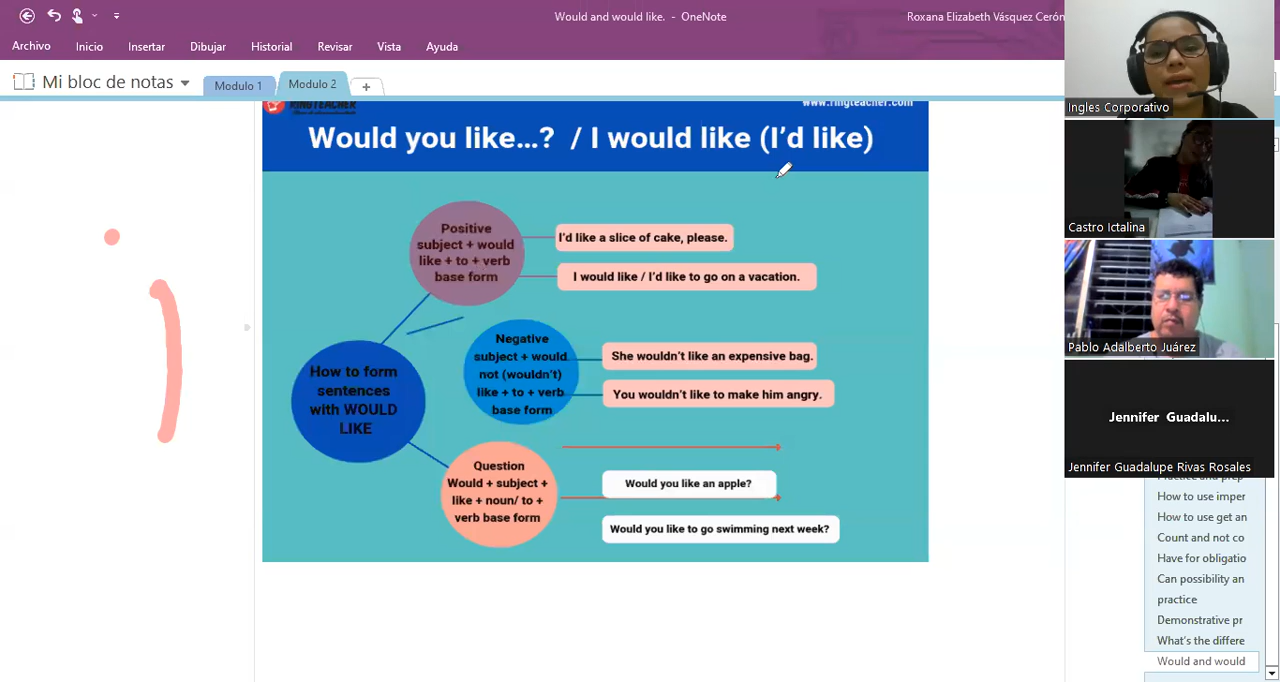 Would and would like. - OneNote
Roxana Elizabeth Vásquez Cerón
Archivo Inicio Insertar Dibujar Historial Revisar Vista Ayuda
Mi bloc de notas
Modulo 1
Modulo 2
RINGTEACHER
www.ringteacher.com
Would you like...? / I would like (I'd like)
Positive
subject + would
like + to + verb
base form
I'd like a slice of cake, please.
I would like / I'd like to go on a vacation.
How to form
sentences
with WOULD
LIKE
Negative
subject + would
not (wouldn't)
like + to + verb
base form
She wouldn't like an expensive bag.
You wouldn't like to make him angry.
Question
Would + subject +
like + noun/ to +
verb base form
Would you like an apple?
Would you like to go swimming next week?
Ingles Corporativo
Castro Ictalina
Pablo Adalberto Juárez
Jennifer Guadalu...
Jennifer Guadalupe Rivas Rosales
Practice and prep
How to use imper
How to use get an
Count and not co
Have for obligatio
Can possibility an
practice
Demonstrative pr
What's the differe
Would and would